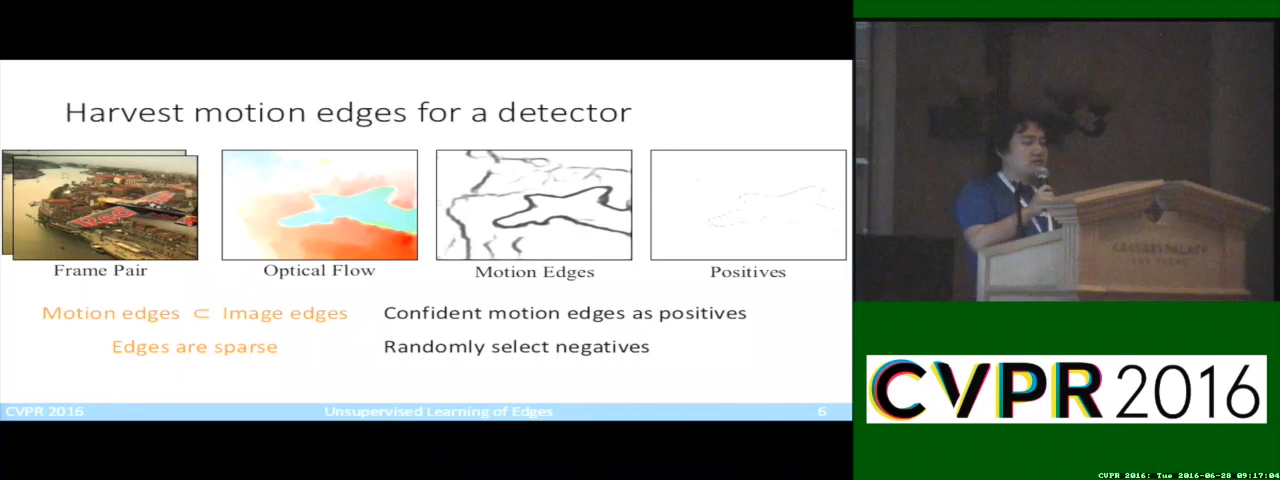 Harvest motion edges for a detector
Frame Pair
Optical Flow
Motion Edges
Positives
Motion edges ⊂ Image edges
Confident motion edges as positives
Edges are sparse
Randomly select negatives
CVPR 2016
Unsupervised Learning of Edges
6
CAESARS PALACE
LAS VEGAS
CVPR 2016
CVPR 2016: Tue 2016-06-28 09:17:04